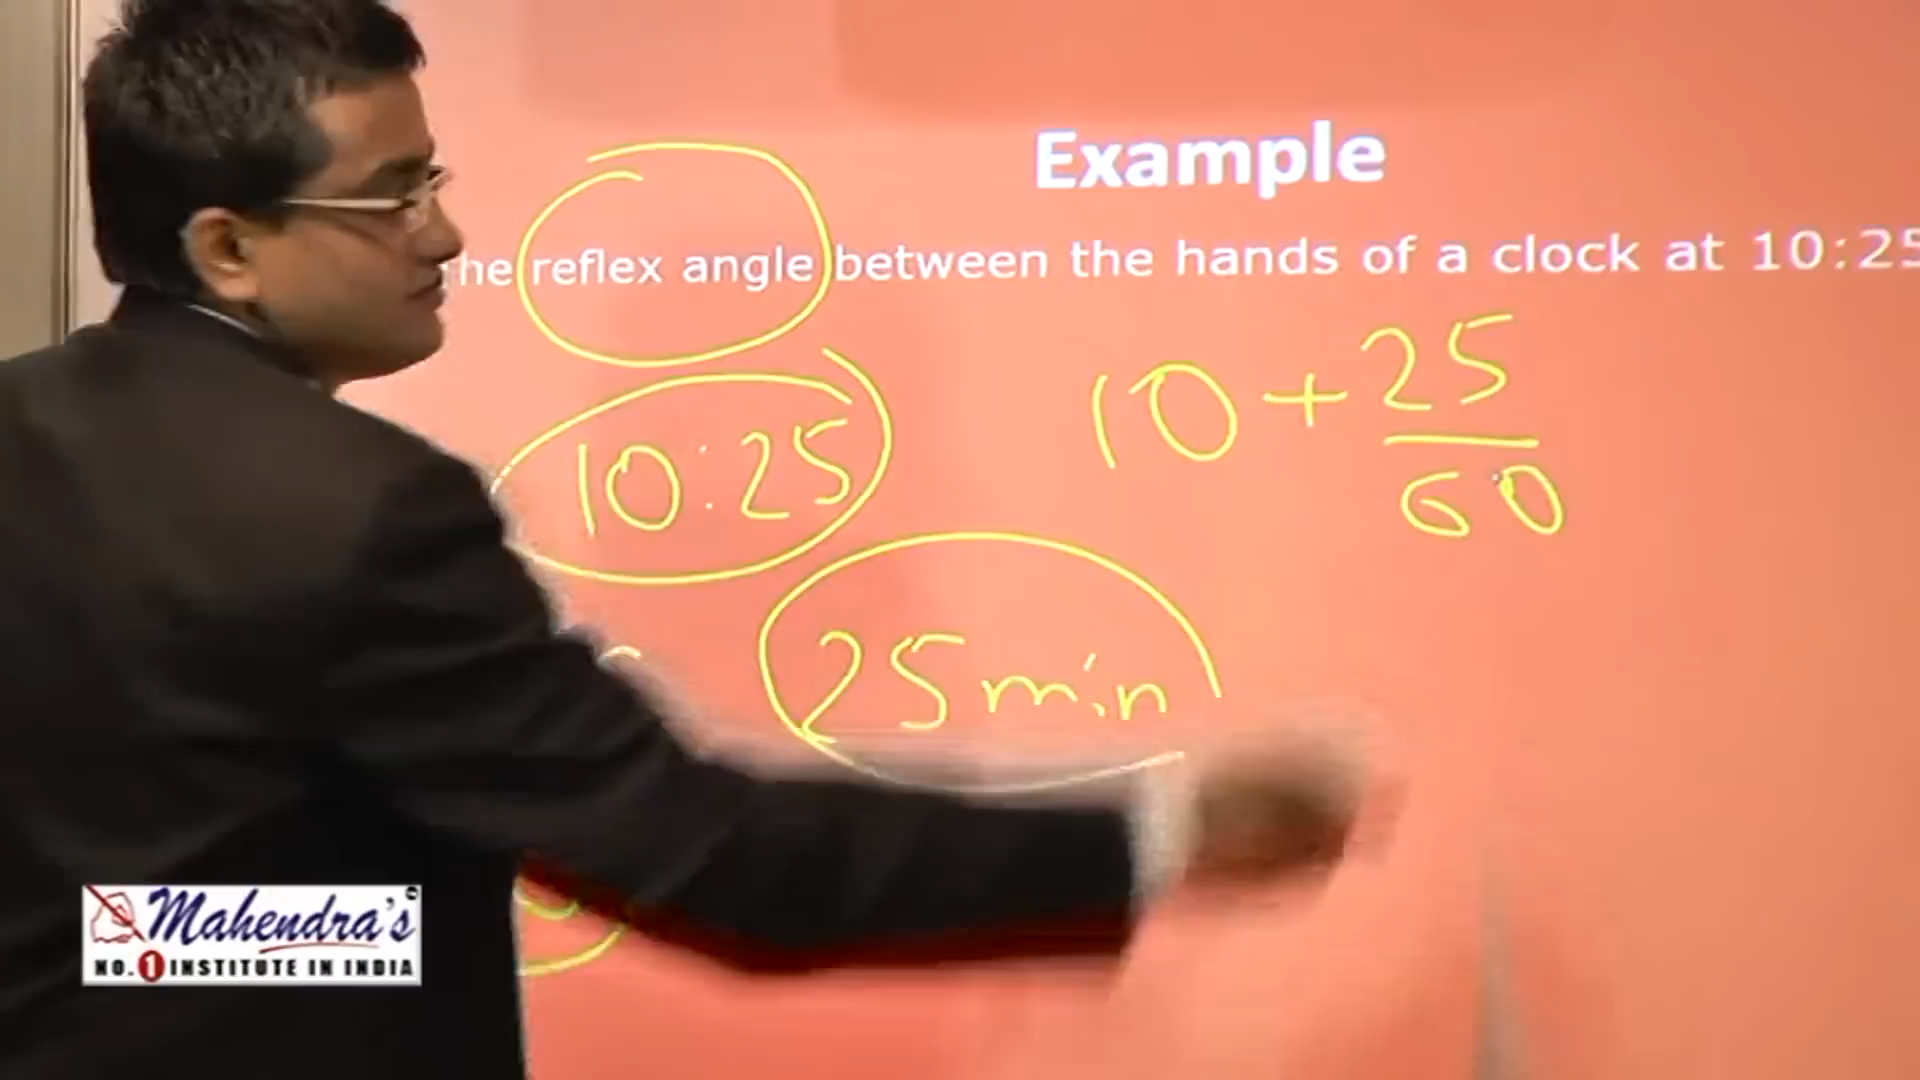 Example
he reflex angle between the hands of a clock at 10:25
10 + 25
60
10:25
25 min
Mahendra's
NO. 1 INSTITUTE IN INDIA